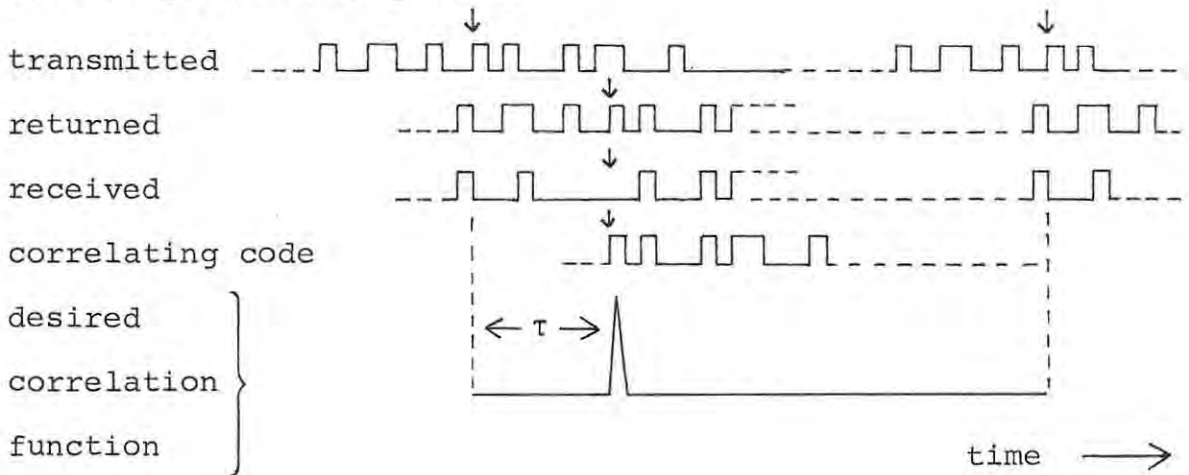 transmitted
returned
received
correlating code
desired
τ
correlation
function
time